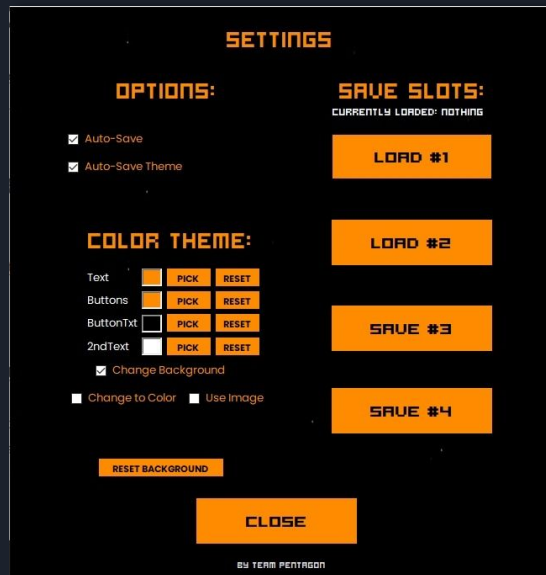 SETTINGS
OPTIONS:
Auto-Save
Auto-Save Theme
COLOR THEME:
Text PICK RESET
Buttons PICK RESET
ButtonTxt PICK RESET
2ndText PICK RESET
Change Background
Change to Color Use Image
RESET BACKGROUND
SAVE SLOTS:
CURRENTLY LOADED: NOTHING
LOAD #1
LOAD #2
SAVE #3
SAVE #4
CLOSE
BY TEAM PENTAGON